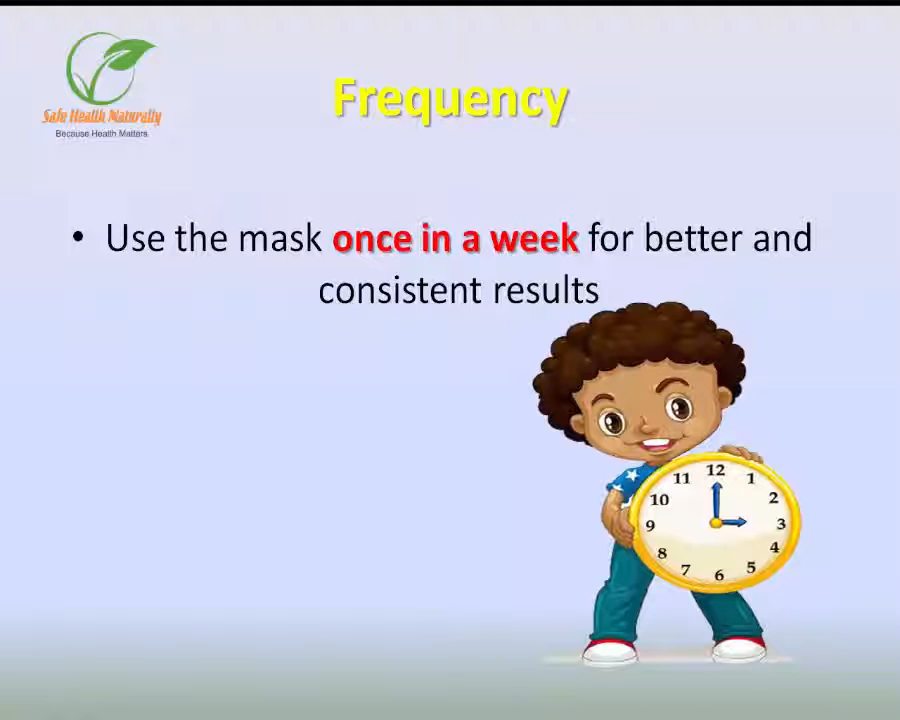 Safe Health Naturally
Because Health Matters
Frequency
• Use the mask once in a week for better and
consistent results
12
11 1
10 2
9 3
8 4
7 5
6